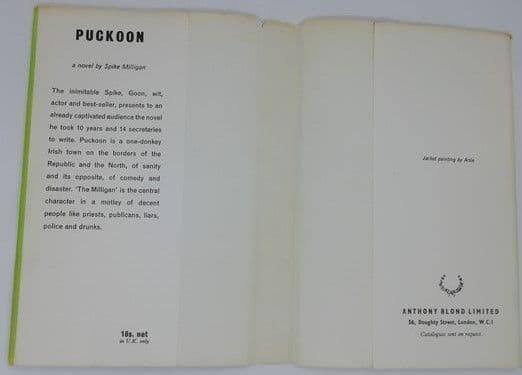 PUCKOON
a novel by Spike Milligan
The inimitable Spike, Goon, wit,
actor and best-seller, presents to an
already captivated audience the novel
he took 10 years and 14 secretaries
to write. Puckoon is a one-donkey
Irish town on the borders of the
Republic and the North, of sanity
and its opposite, of comedy and
disaster. 'The Milligan' is the central
character in a motley of decent
people like priests, publicans, liars,
police and drunks.
18s. net
in U.K. only
Jacket painting by Artie
ANTHONY BLOND LIMITED
56, Doughty Street, London, W.C.1
Catalogues sent on request.